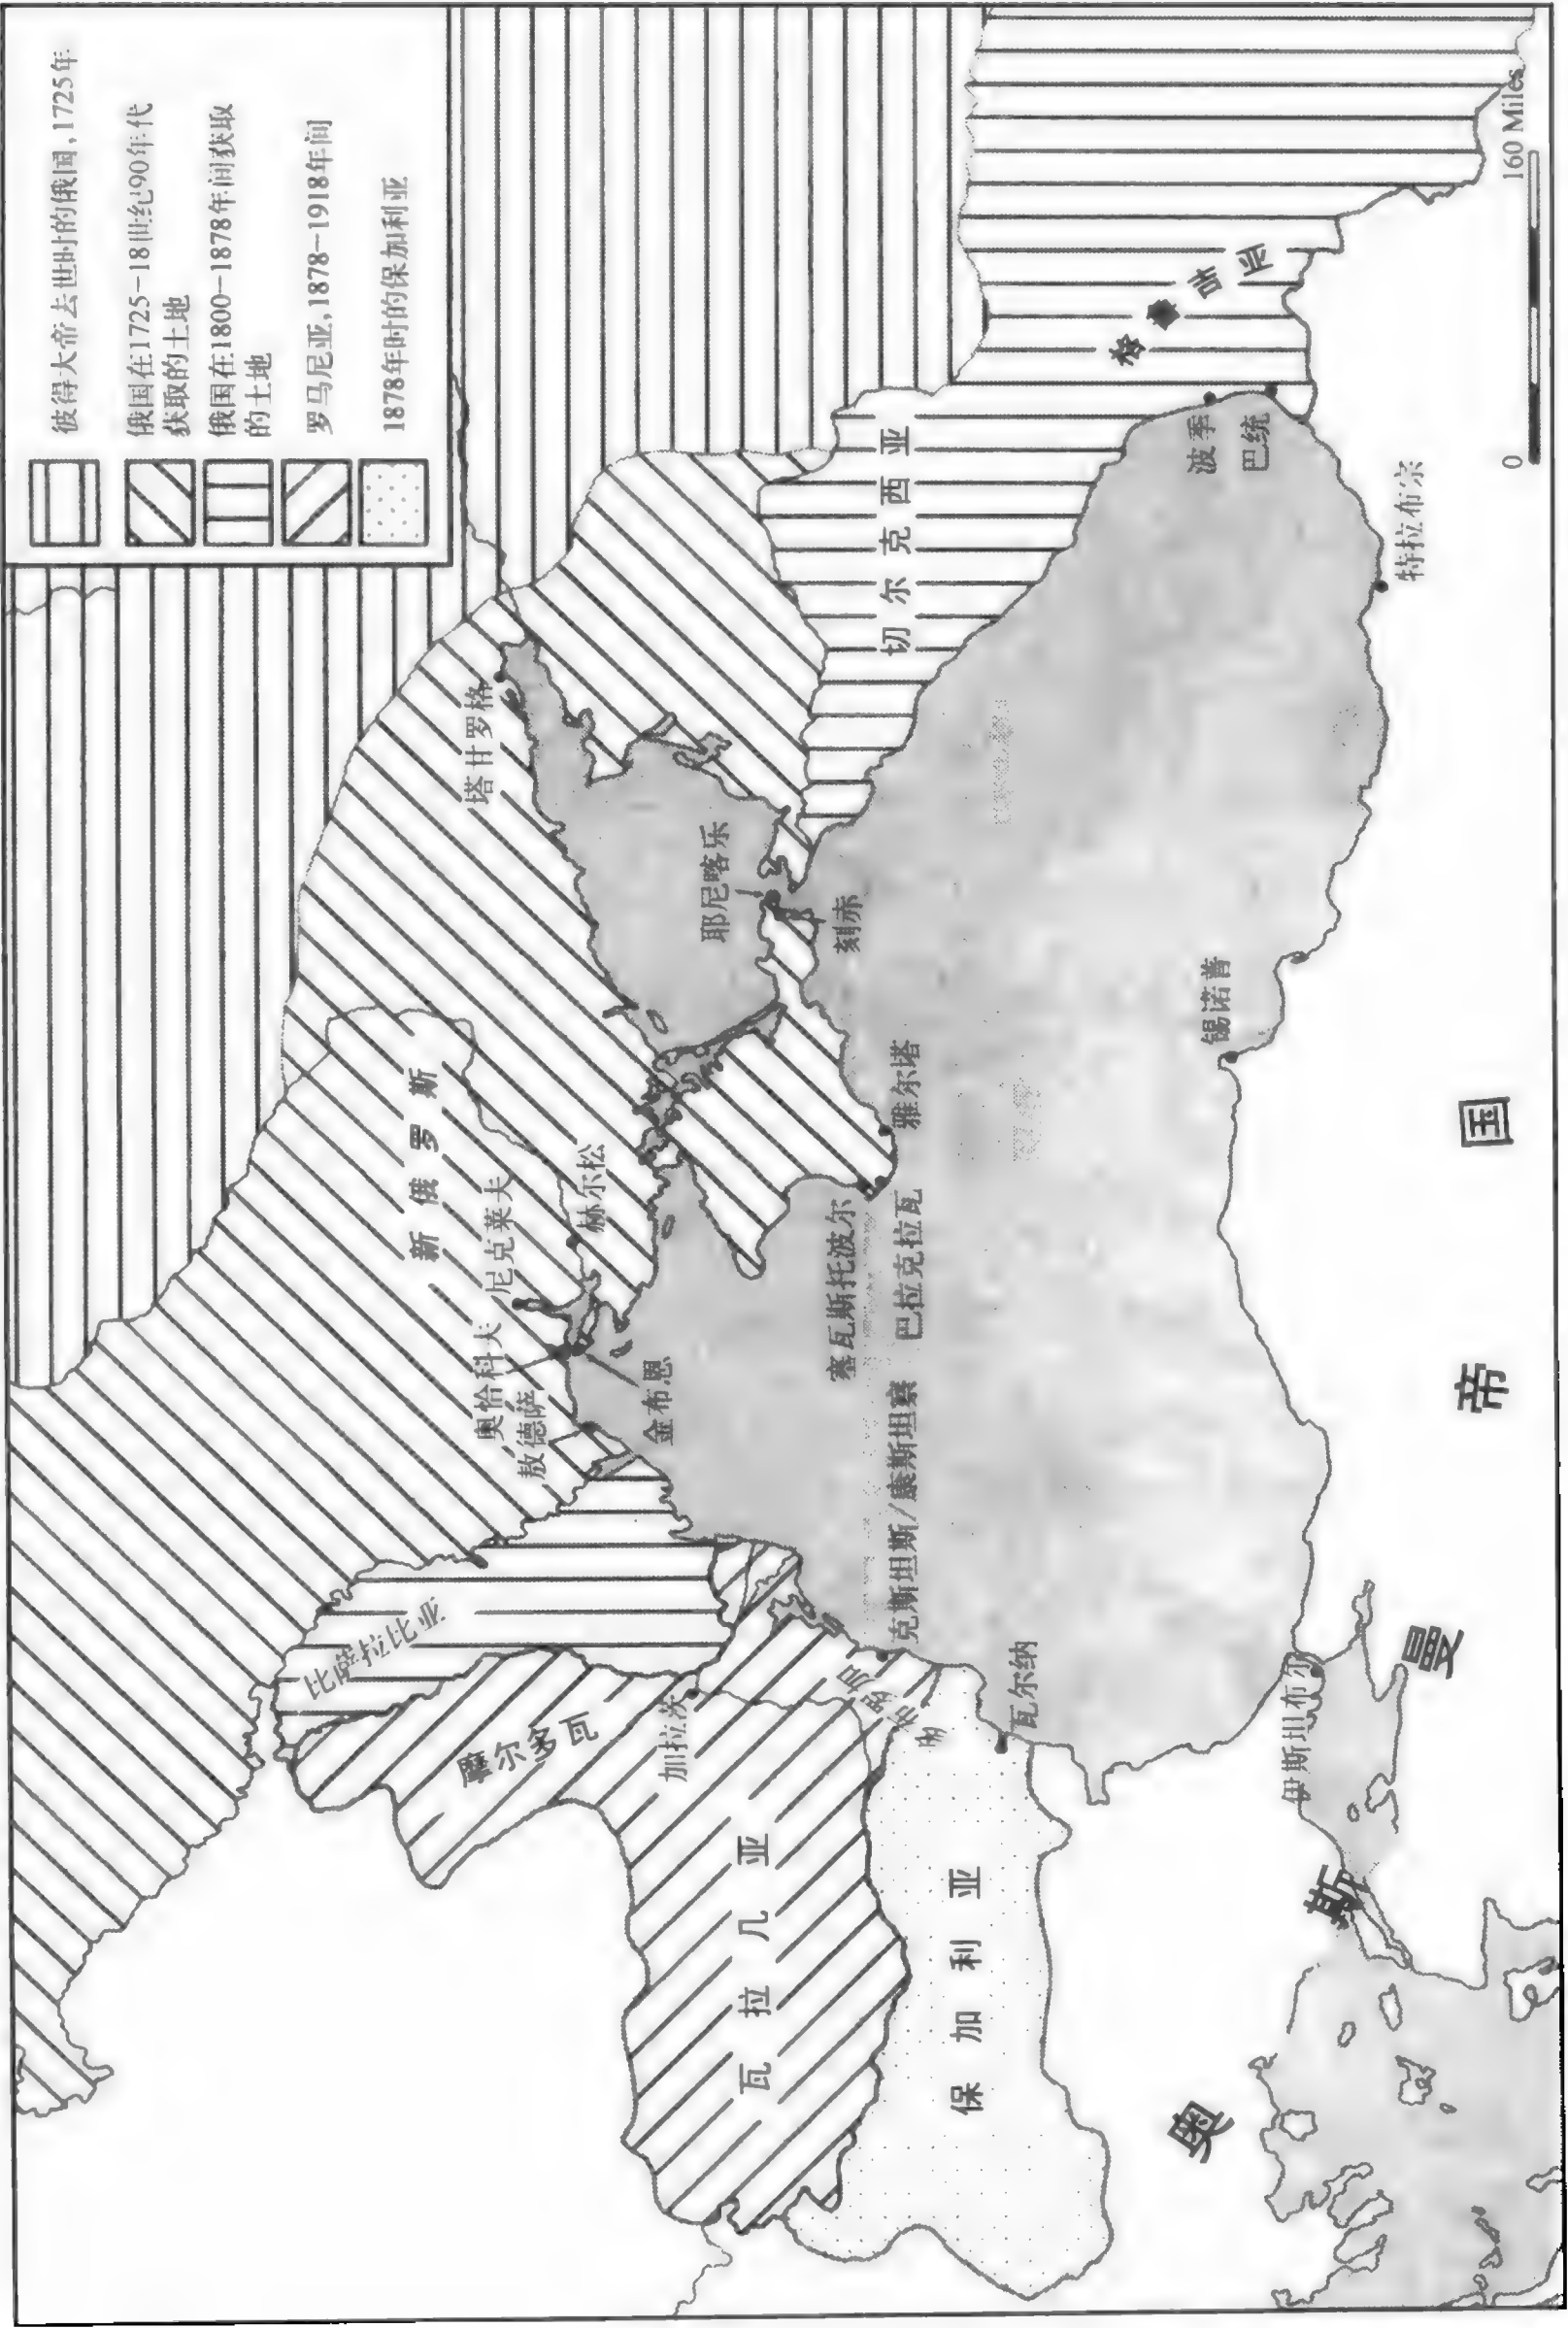 彼得大帝去世时的俄国,1725年
俄国在1725-18世纪90年代
获取的土地
俄国在1800-1878年间获取
的土地
罗马尼亚,1878-1918年间
1878年时的保加利亚
塔甘罗格
新俄罗斯
尼克莱夫
赫尔松
奥恰科夫
敖德萨
金布恩
比萨拉比亚
摩尔多瓦
加拉茨
瓦拉几亚
耶尼喀乐
刻赤
切尔克西亚
雅尔塔
塞瓦斯托波尔
巴拉克拉瓦
克斯坦斯/康斯坦察
瓦尔纳
保加利亚
格鲁吉亚
波季
巴统
特拉布宗
锡诺普
伊斯坦布尔
奥斯曼帝国
0
160 Miles